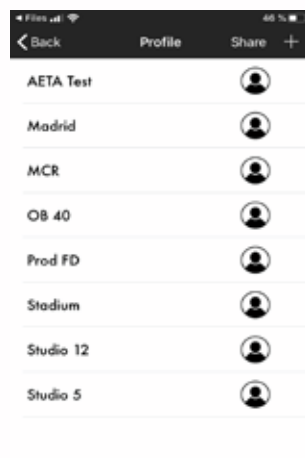 Files 46 %
Back Profile Share +
AETA Test
Madrid
MCR
OB 40
Prod FD
Stadium
Studio 12
Studio 5